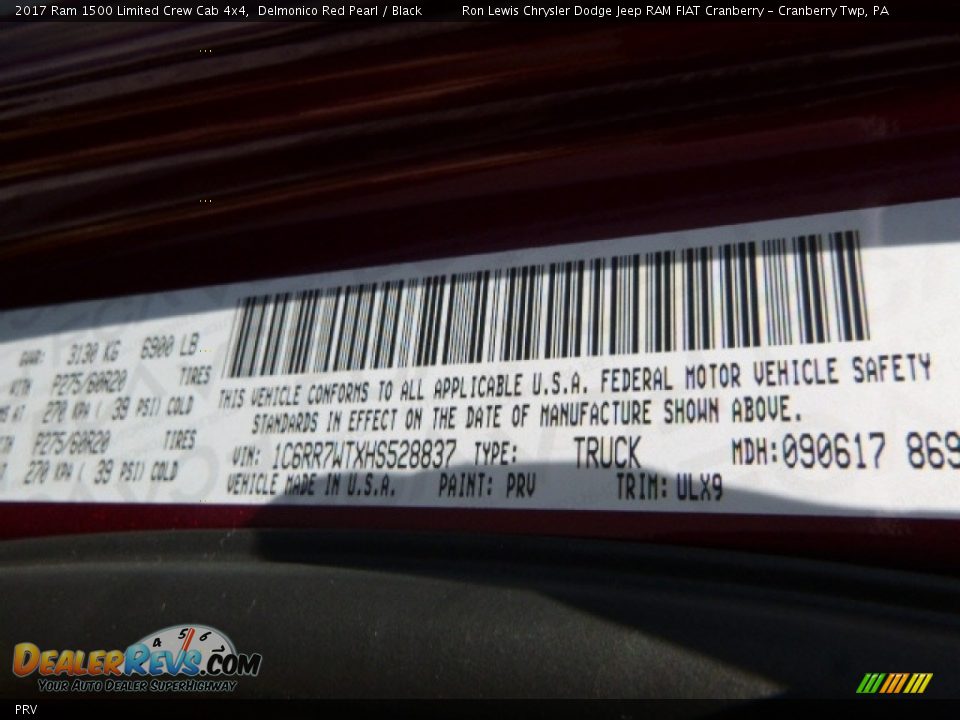 2017 Ram 1500 Limited Crew Cab 4x4, Delmonico Red Pearl / Black Ron Lewis Chrysler Dodge Jeep RAM FIAT Cranberry - Cranberry Twp, PA
3130 KG 6900 LB
P275/60R20 TIRES
270 KPA ( 39 PSI) COLD
P275/60R20 TIRES
270 KPA ( 39 PSI) COLD
THIS VEHICLE CONFORMS TO ALL APPLICABLE U.S.A. FEDERAL MOTOR VEHICLE SAFETY
STANDARDS IN EFFECT ON THE DATE OF MANUFACTURE SHOWN ABOVE.
VIN: 1C6RR7WTXHS528837 TYPE: TRUCK MDH:090617 869
VEHICLE MADE IN U.S.A. PAINT: PRV TRIM: ULX9
4 5 6
DEALERREVS.COM
YOUR AUTO DEALER SUPERHIGHWAY
PRV